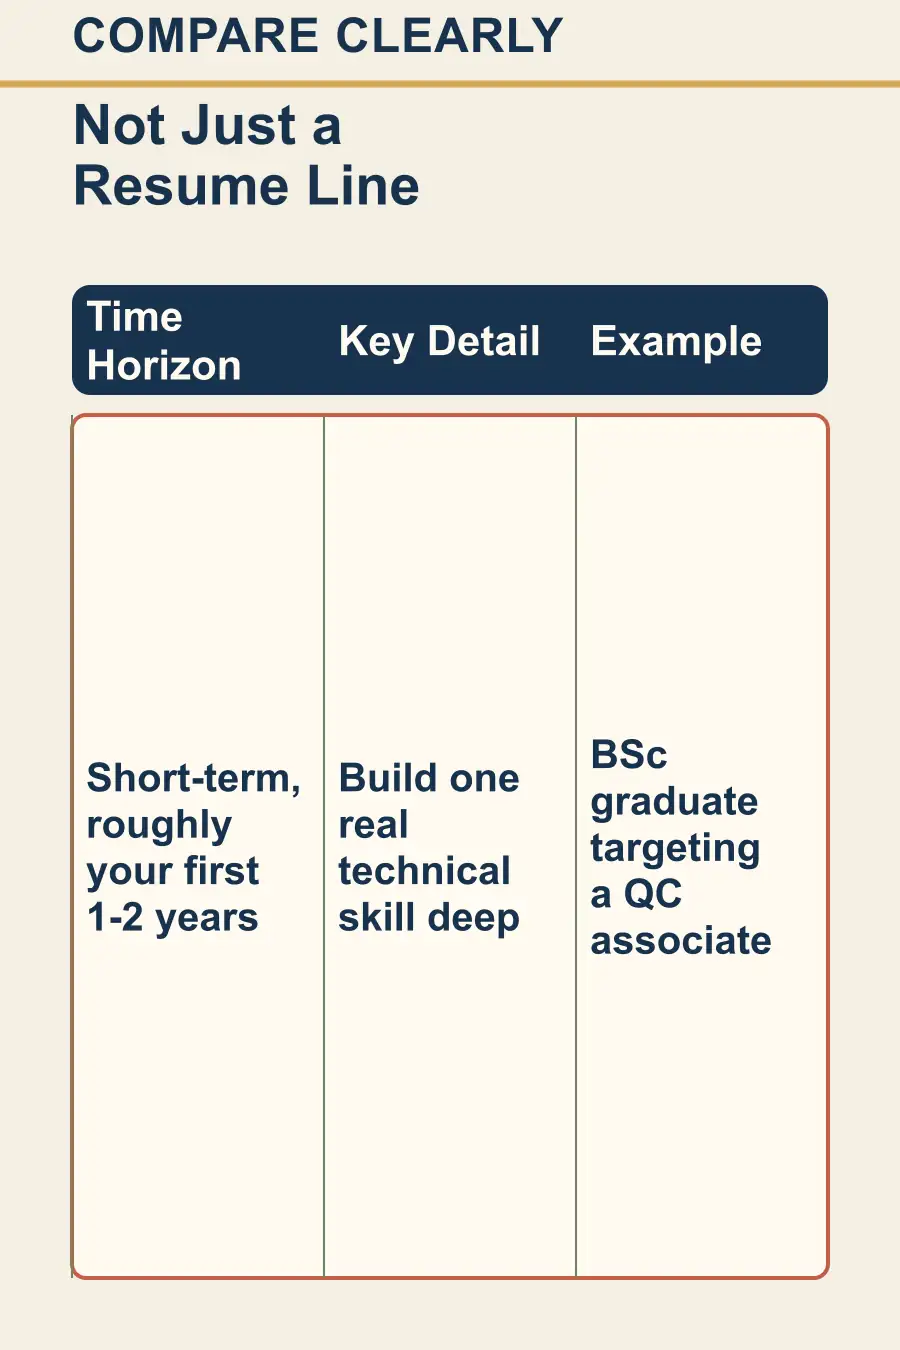 COMPARE CLEARLY
Not Just a
Resume Line
Time
Horizon
Key Detail
Example
Short-term,
roughly
your first
1-2 years
Build one
real
technical
skill deep
BSc
graduate
targeting
a QC
associate